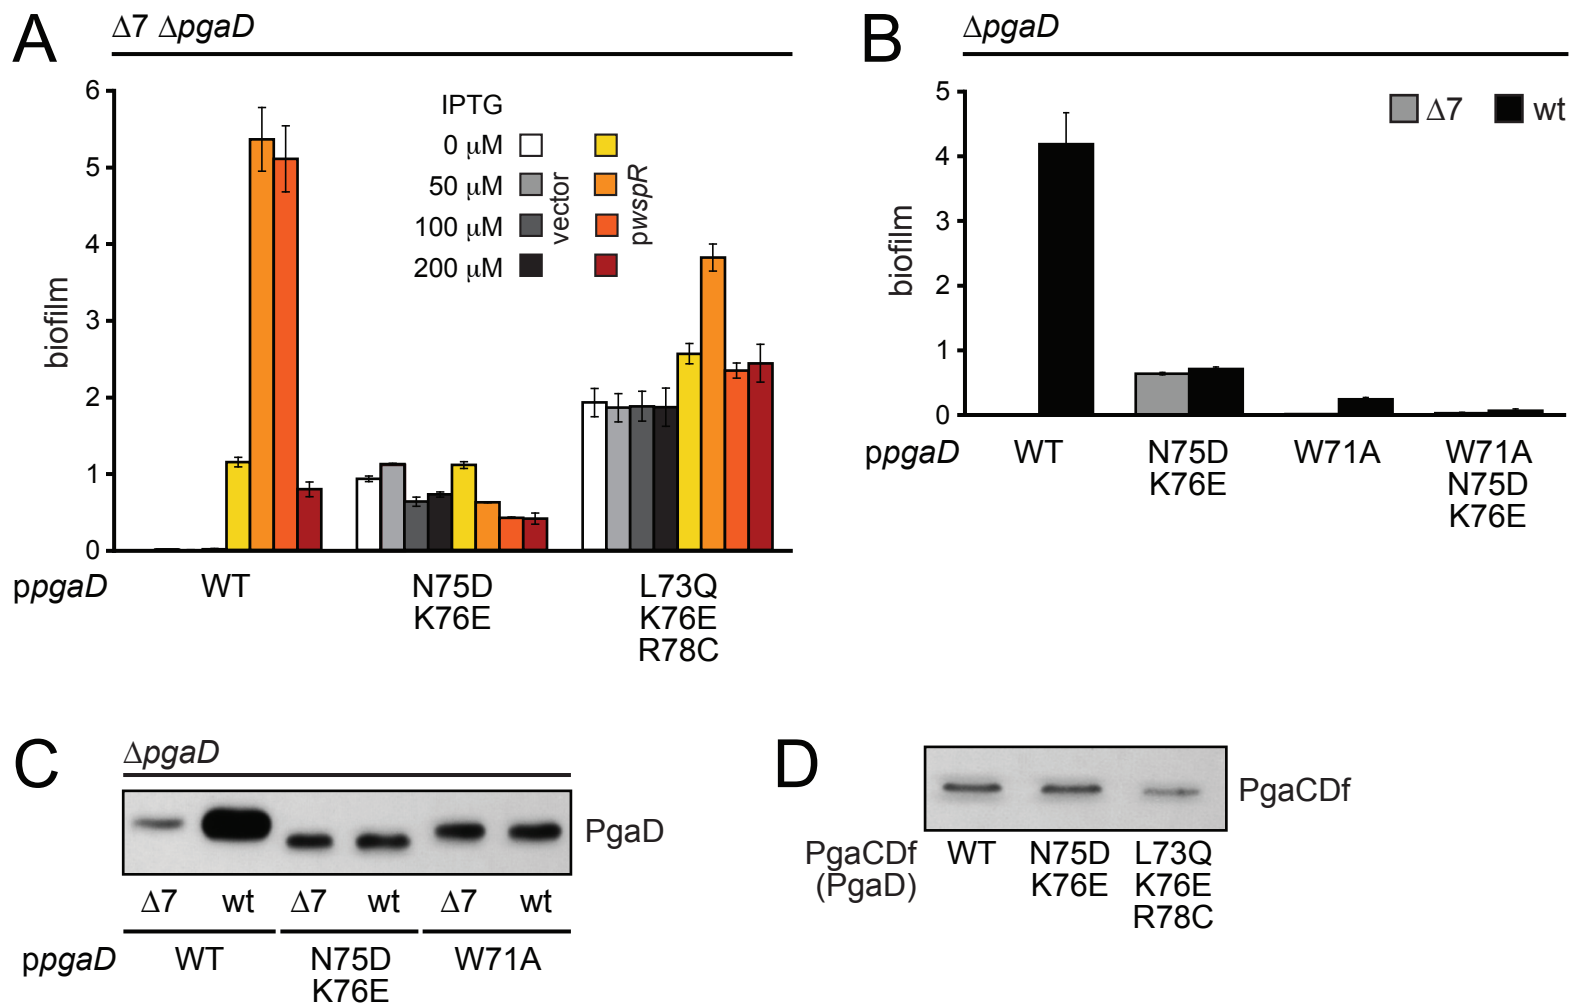 A
Δ7 ΔpgaD
6
5
4
3
2
1
0
biofilm
IPTG
0 μM
50 μM
100 μM
200 μM
vector
pwspR
ppgaD
WT
N75D
K76E
L73Q
K76E
R78C
B
ΔpgaD
5
4
3
2
1
0
biofilm
Δ7
wt
ppgaD
WT
N75D
K76E
W71A
W71A
N75D
K76E
C
ΔpgaD
PgaD
Δ7 wt Δ7 wt Δ7 wt
ppgaD
WT
N75D
K76E
W71A
D
PgaCDf
PgaCDf
(PgaD)
WT
N75D
K76E
L73Q
K76E
R78C